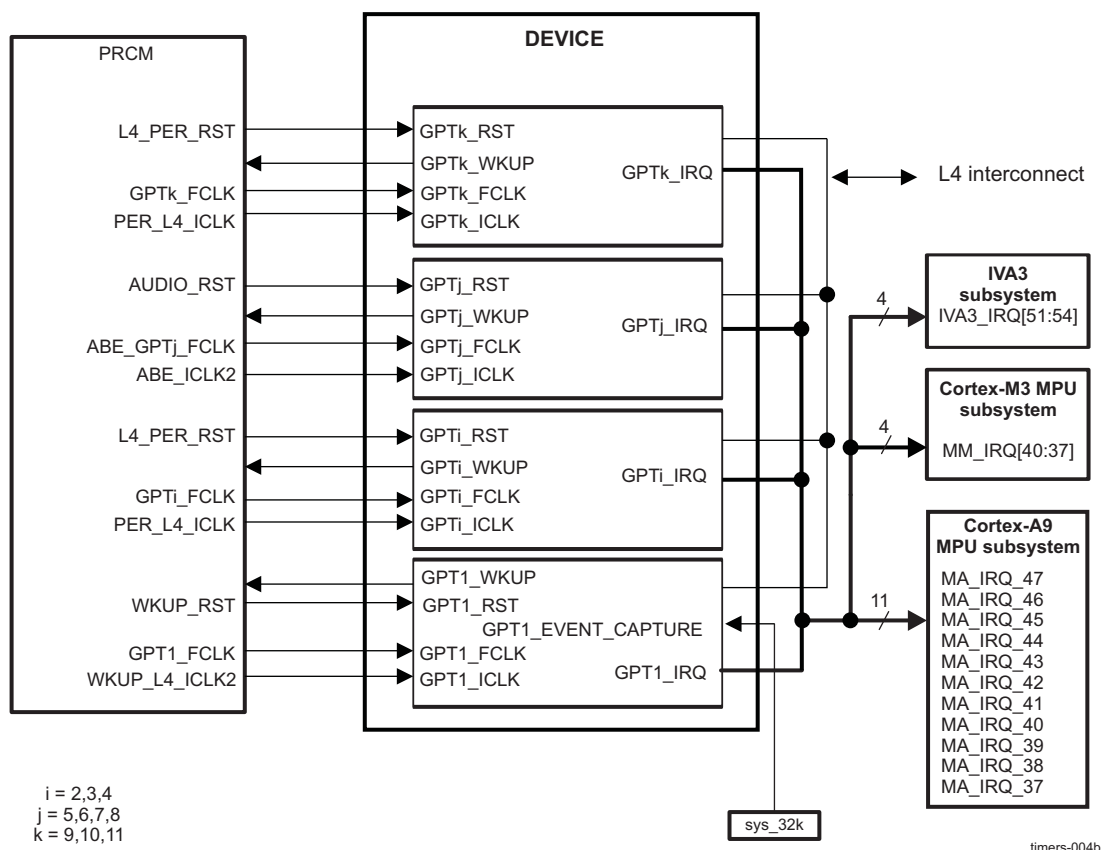 DEVICE
PRCM
L4_PER_RST
GPTk_FCLK
PER_L4_ICLK
AUDIO_RST
ABE_GPTj_FCLK
ABE_ICLK2
L4_PER_RST
GPTi_FCLK
PER_L4_ICLK
WKUP_RST
GPT1_FCLK
WKUP_L4_ICLK2
GPTk_RST
GPTk_WKUP
GPTk_FCLK
GPTk_ICLK
GPTk_IRQ
GPTj_RST
GPTj_WKUP
GPTj_FCLK
GPTj_ICLK
GPTj_IRQ
GPTi_RST
GPTi_WKUP
GPTi_FCLK
GPTi_ICLK
GPTi_IRQ
GPT1_WKUP
GPT1_RST
GPT1_EVENT_CAPTURE
GPT1_FCLK
GPT1_ICLK
GPT1_IRQ
L4 interconnect
4
IVA3
subsystem
IVA3_IRQ[51:54]
4
Cortex-M3 MPU
subsystem
MM_IRQ[40:37]
11
Cortex-A9
MPU subsystem
MA_IRQ_47
MA_IRQ_46
MA_IRQ_45
MA_IRQ_44
MA_IRQ_43
MA_IRQ_42
MA_IRQ_41
MA_IRQ_40
MA_IRQ_39
MA_IRQ_38
MA_IRQ_37
i = 2,3,4
j = 5,6,7,8
k = 9,10,11
sys_32k
timers-004b